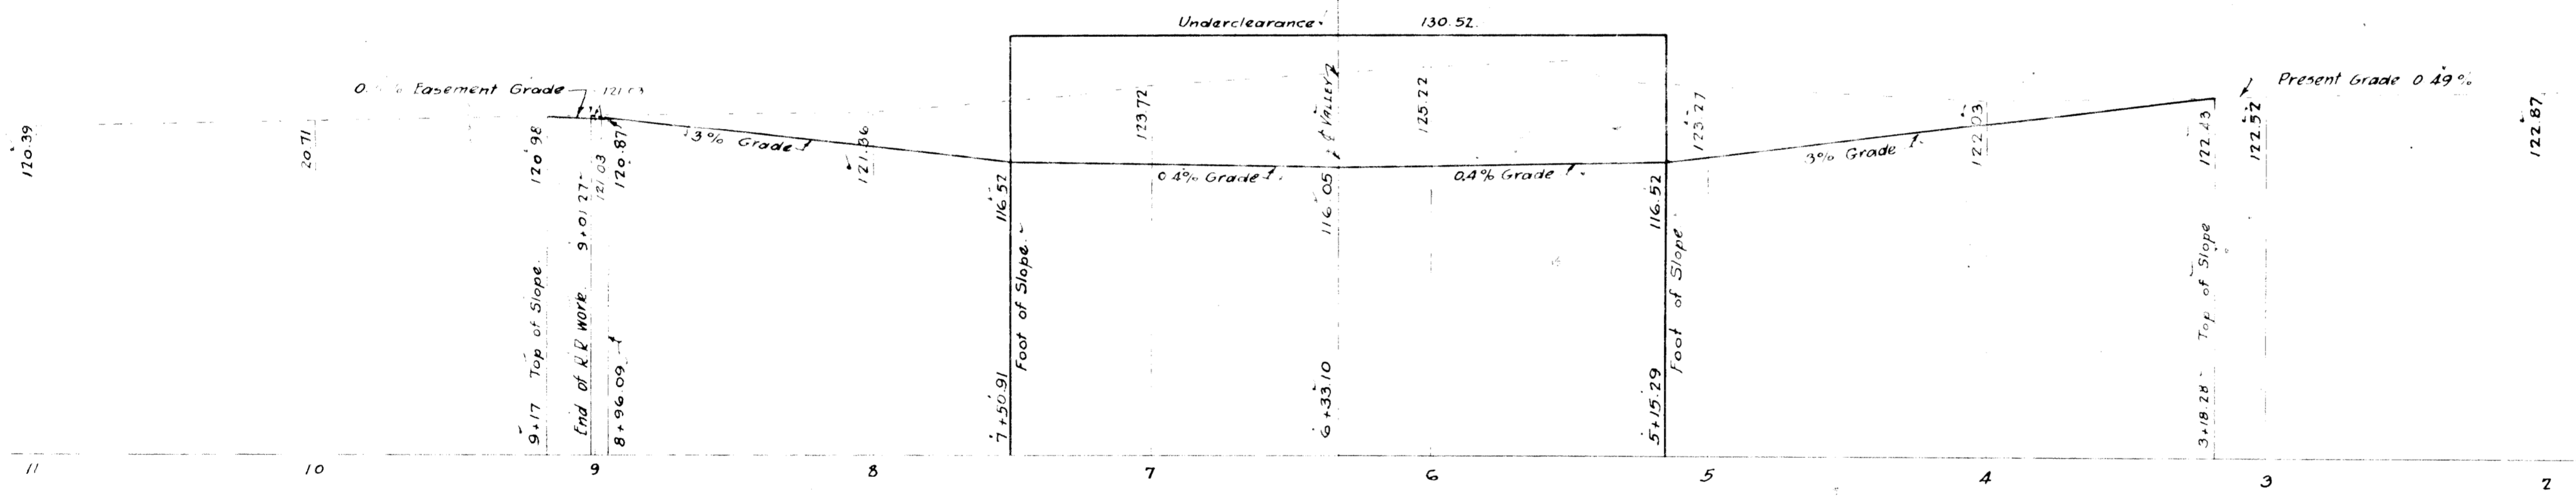 Underclearance. 130.52.
0. % Easement Grade
121.03
Present Grade 0.49%
120.39
20.71
120.98
121.03
120.87
3% Grade
121.36
116.52
123.72
0.4% Grade
₵ VALLEY
116.05
125.22
0.4% Grade
116.52
123.27
3% Grade
122.03
122.43
122.52
122.87
9+17 Top of Slope.
End of RR work. 9+01.27
8+96.09
7+50.91 Foot of Slope.
6+33.10
5+15.29 Foot of Slope
3+18.28 Top of Slope
11 10 9 8 7 6 5 4 3 2